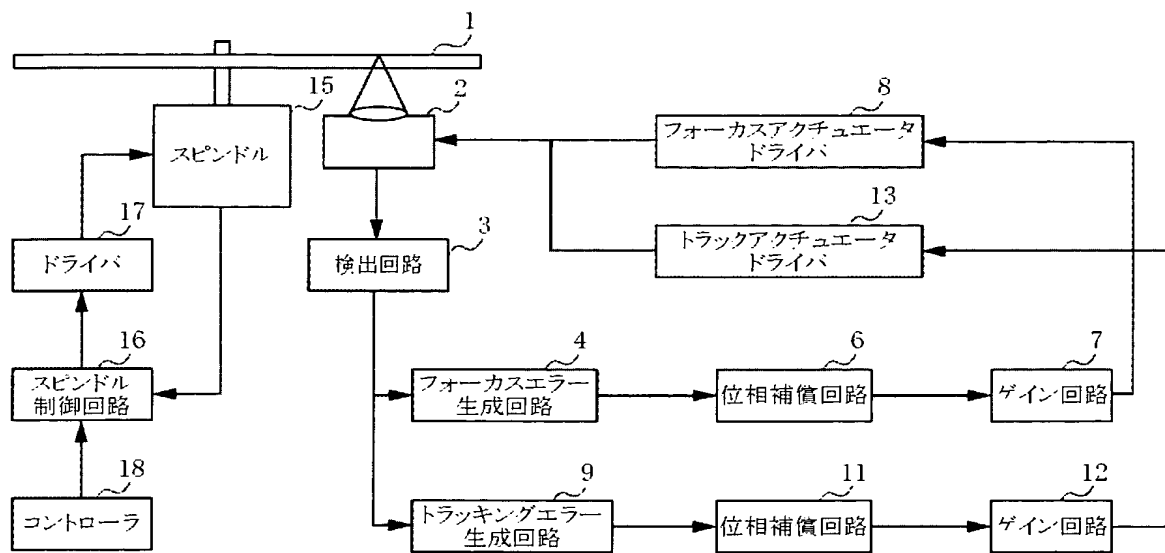 1
15
スピンドル
2
8
フォーカスアクチュエータ
ドライバ
17
ドライバ
3
検出回路
13
トラックアクチュエータ
ドライバ
16
スピンドル
制御回路
4
フォーカスエラー
生成回路
6
位相補償回路
7
ゲイン回路
18
コントローラ
9
トラッキングエラー
生成回路
11
位相補償回路
12
ゲイン回路